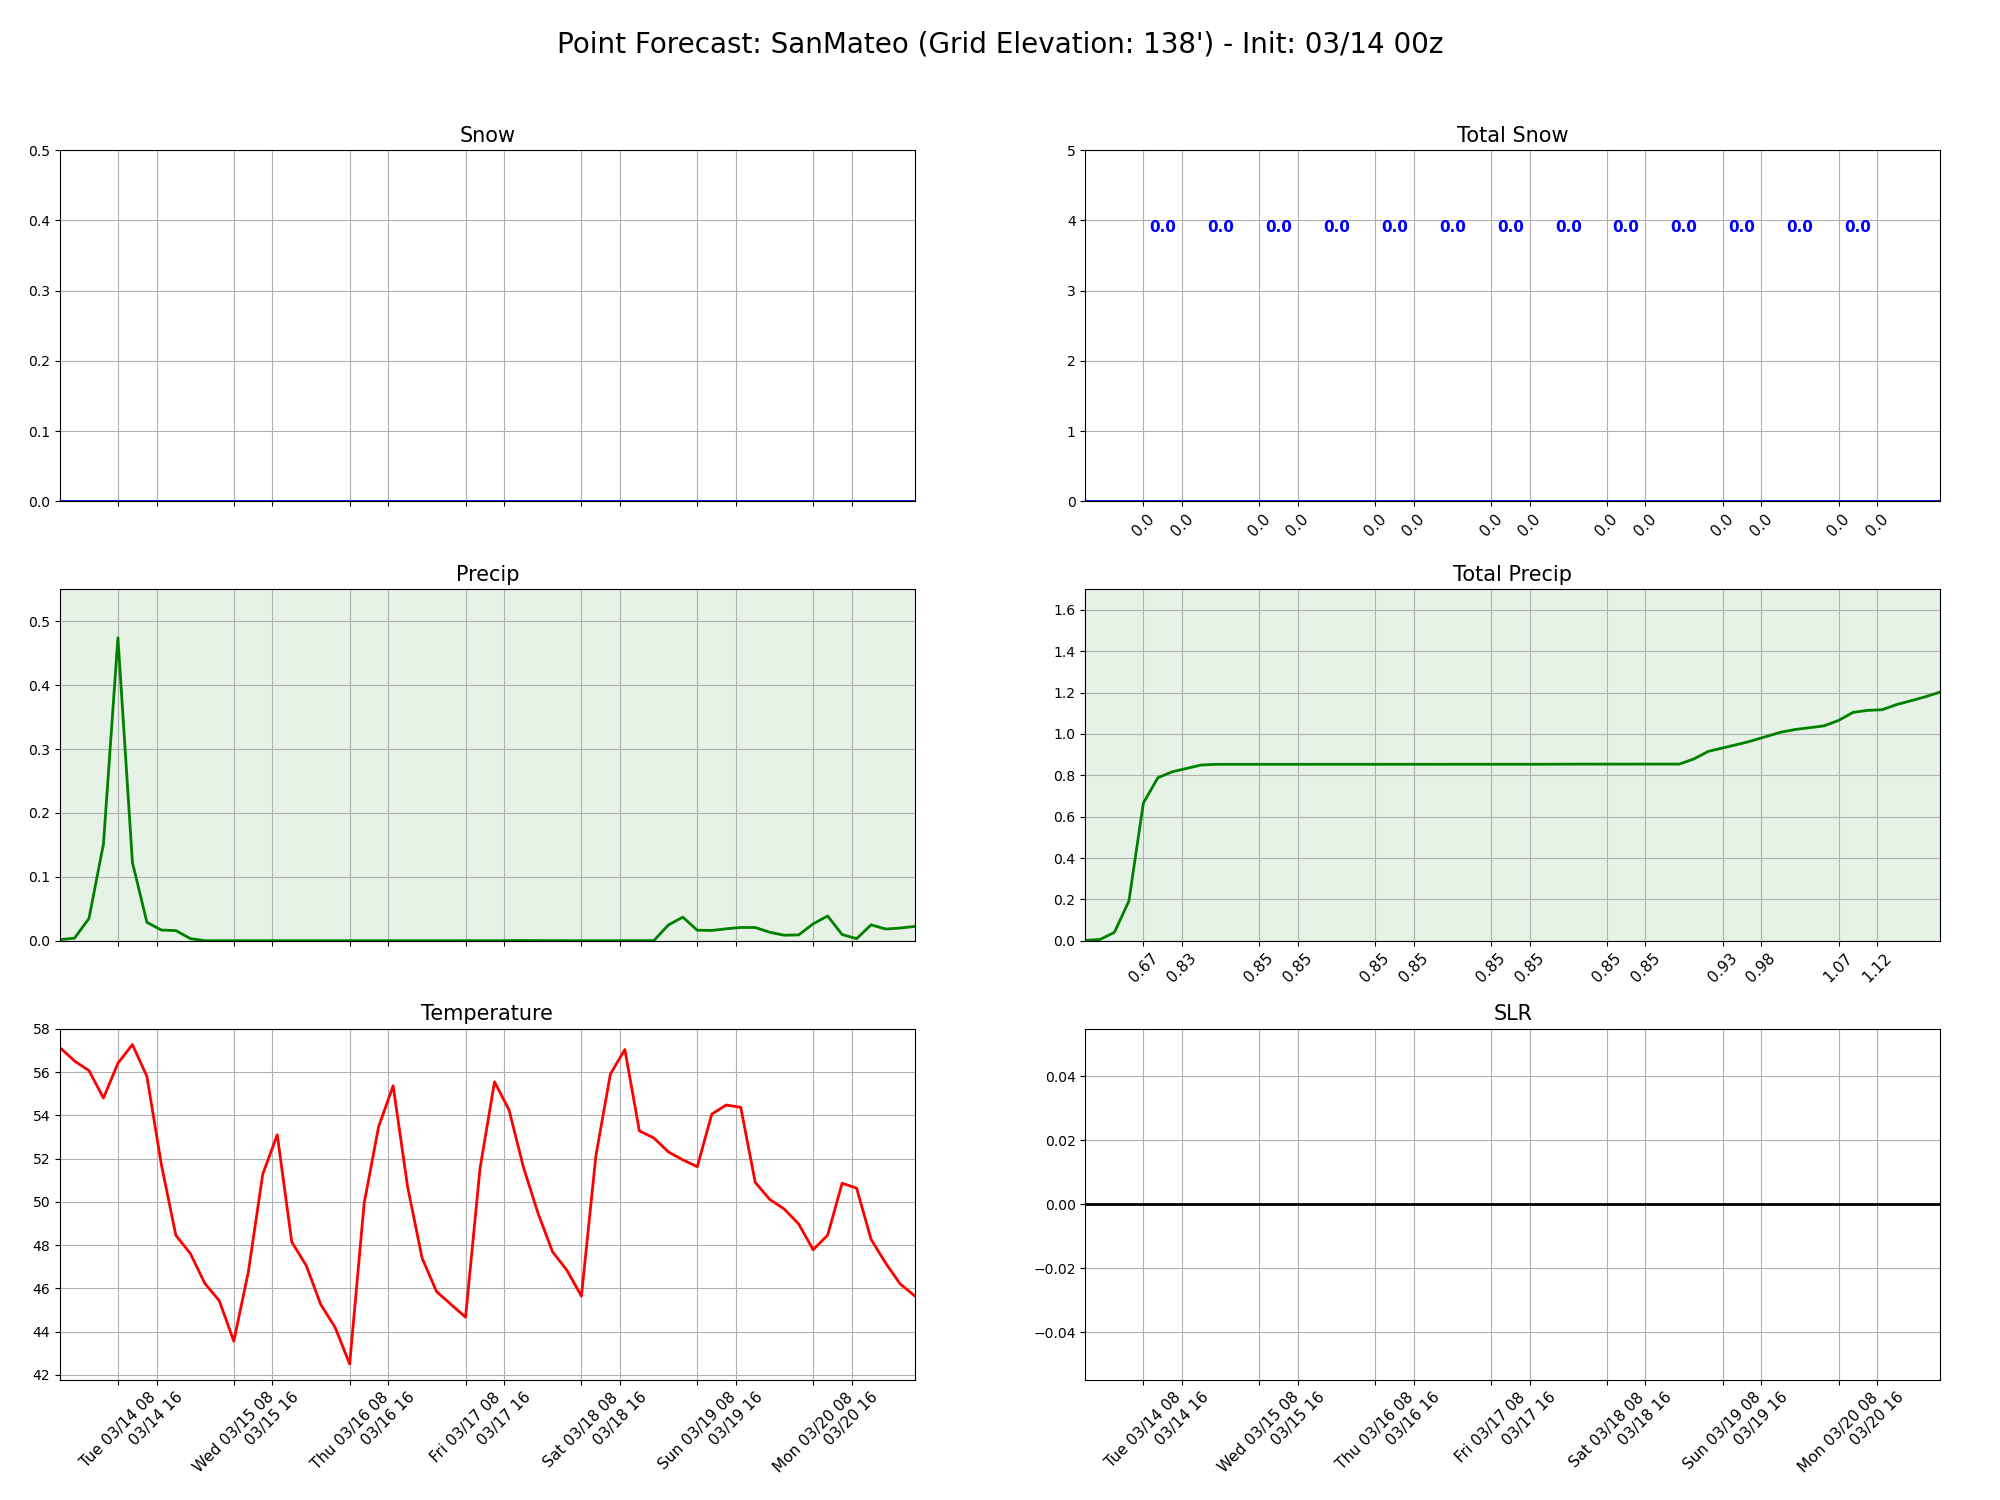 Point Forecast: SanMateo (Grid Elevation: 138') - Init: 03/14 00z
Snow
0.5
0.4
0.3
0.2
0.1
0.0
Total Snow
5
4
3
2
1
0
0.0 0.0 0.0 0.0 0.0 0.0 0.0 0.0 0.0 0.0 0.0 0.0 0.0
0.0 0.0 0.0 0.0 0.0 0.0 0.0 0.0 0.0 0.0 0.0 0.0 0.0 0.0
Precip
0.5
0.4
0.3
0.2
0.1
0.0
Total Precip
1.6
1.4
1.2
1.0
0.8
0.6
0.4
0.2
0.0
0.67 0.83 0.85 0.85 0.85 0.85 0.85 0.85 0.85 0.85 0.93 0.98 1.07 1.12
Temperature
58
56
54
52
50
48
46
44
42
Tue 03/14 08
03/14 16
Wed 03/15 08
03/15 16
Thu 03/16 08
03/16 16
Fri 03/17 08
03/17 16
Sat 03/18 08
03/18 16
Sun 03/19 08
03/19 16
Mon 03/20 08
03/20 16
SLR
0.04
0.02
0.00
−0.02
−0.04
Tue 03/14 08
03/14 16
Wed 03/15 08
03/15 16
Thu 03/16 08
03/16 16
Fri 03/17 08
03/17 16
Sat 03/18 08
03/18 16
Sun 03/19 08
03/19 16
Mon 03/20 08
03/20 16